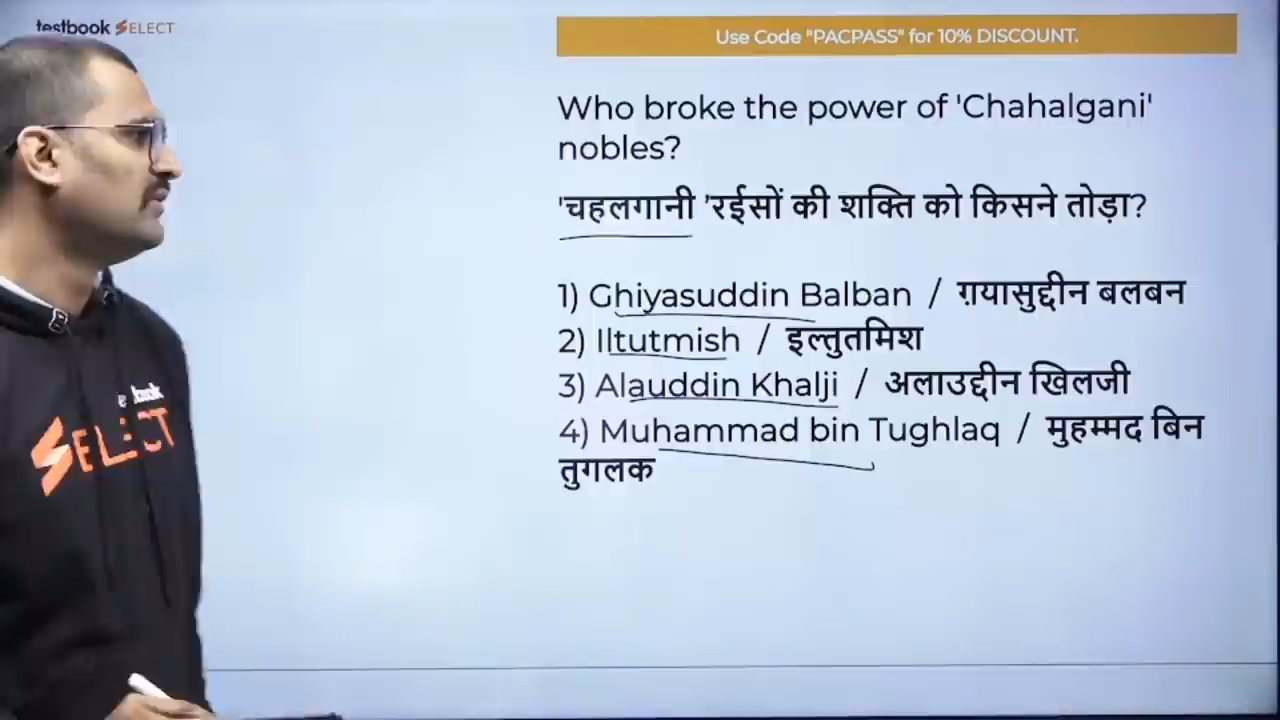 testbook SELECT
Use Code "PACPASS" for 10% DISCOUNT.
Who broke the power of 'Chahalgani'
nobles?
'चहलगानी 'रईसों की शक्ति को किसने तोड़ा?
1) Ghiyasuddin Balban / ग़यासुद्दीन बलबन
2) Iltutmish / इल्तुतमिश
3) Alauddin Khalji / अलाउद्दीन खिलजी
4) Muhammad bin Tughlaq / मुहम्मद बिन
तुगलक
SELECT